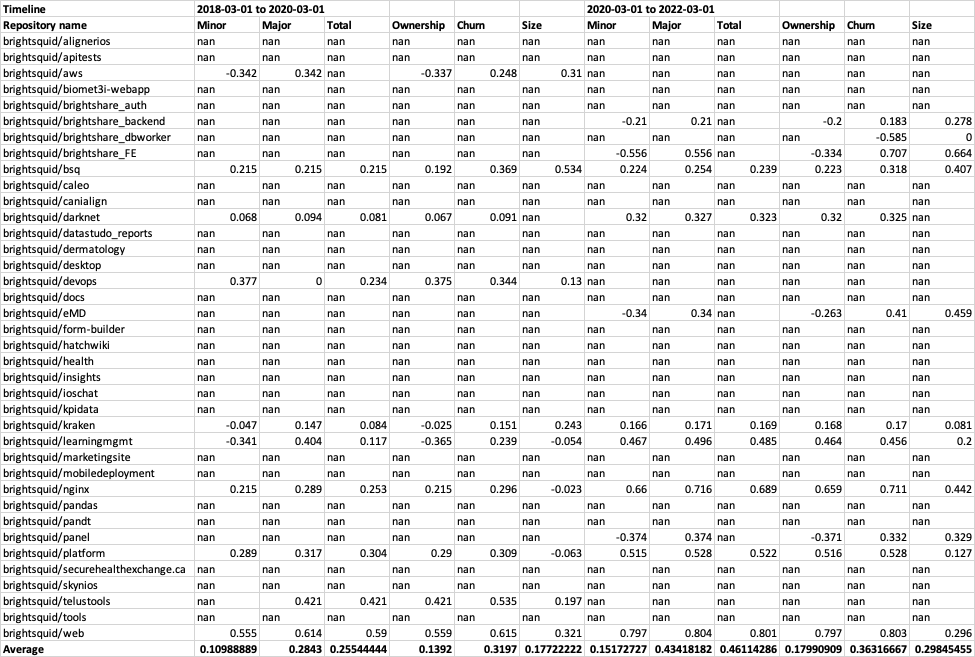 Timeline 2018-03-01 to 2020-03-01 2020-03-01 to 2022-03-01
Repository name Minor Major Total Ownership Churn Size Minor Major Total Ownership Churn Size
brightsquid/alignerios nan nan nan nan nan nan nan nan nan nan nan nan
brightsquid/apitests nan nan nan nan nan nan nan nan nan nan nan nan
brightsquid/aws -0.342 0.342 nan -0.337 0.248 0.31 nan nan nan nan nan nan
brightsquid/biomet3i-webapp nan nan nan nan nan nan nan nan nan nan nan nan
brightsquid/brightshare_auth nan nan nan nan nan nan nan nan nan nan nan nan
brightsquid/brightshare_backend nan nan nan nan nan nan -0.21 0.21 nan -0.2 0.183 0.278
brightsquid/brightshare_dbworker nan nan nan nan nan nan nan nan nan nan -0.585 0
brightsquid/brightshare_FE nan nan nan nan nan nan -0.556 0.556 nan -0.334 0.707 0.664
brightsquid/bsq 0.215 0.215 0.215 0.192 0.369 0.534 0.224 0.254 0.239 0.223 0.318 0.407
brightsquid/caleo nan nan nan nan nan nan nan nan nan nan nan nan
brightsquid/canialign nan nan nan nan nan nan nan nan nan nan nan nan
brightsquid/darknet 0.068 0.094 0.081 0.067 0.091 nan 0.32 0.327 0.323 0.32 0.325 nan
brightsquid/datastudo_reports nan nan nan nan nan nan nan nan nan nan nan nan
brightsquid/dermatology nan nan nan nan nan nan nan nan nan nan nan nan
brightsquid/desktop nan nan nan nan nan nan nan nan nan nan nan nan
brightsquid/devops 0.377 0 0.234 0.375 0.344 0.13 nan nan nan nan nan nan
brightsquid/docs nan nan nan nan nan nan nan nan nan nan nan nan
brightsquid/eMD nan nan nan nan nan nan -0.34 0.34 nan -0.263 0.41 0.459
brightsquid/form-builder nan nan nan nan nan nan nan nan nan nan nan nan
brightsquid/hatchwiki nan nan nan nan nan nan nan nan nan nan nan nan
brightsquid/health nan nan nan nan nan nan nan nan nan nan nan nan
brightsquid/insights nan nan nan nan nan nan nan nan nan nan nan nan
brightsquid/ioschat nan nan nan nan nan nan nan nan nan nan nan nan
brightsquid/kpidata nan nan nan nan nan nan nan nan nan nan nan nan
brightsquid/kraken -0.047 0.147 0.084 -0.025 0.151 0.243 0.166 0.171 0.169 0.168 0.17 0.081
brightsquid/learningmgmt -0.341 0.404 0.117 -0.365 0.239 -0.054 0.467 0.496 0.485 0.464 0.456 0.2
brightsquid/marketingsite nan nan nan nan nan nan nan nan nan nan nan nan
brightsquid/mobiledeployment nan nan nan nan nan nan nan nan nan nan nan nan
brightsquid/nginx 0.215 0.289 0.253 0.215 0.296 -0.023 0.66 0.716 0.689 0.659 0.711 0.442
brightsquid/pandas nan nan nan nan nan nan nan nan nan nan nan nan
brightsquid/pandt nan nan nan nan nan nan nan nan nan nan nan nan
brightsquid/panel nan nan nan nan nan nan -0.374 0.374 nan -0.371 0.332 0.329
brightsquid/platform 0.289 0.317 0.304 0.29 0.309 -0.063 0.515 0.528 0.522 0.516 0.528 0.127
brightsquid/securehealthexchange.ca nan nan nan nan nan nan nan nan nan nan nan nan
brightsquid/skynios nan nan nan nan nan nan nan nan nan nan nan nan
brightsquid/telustools nan 0.421 0.421 0.421 0.535 0.197 nan nan nan nan nan nan
brightsquid/tools nan nan nan nan nan nan nan nan nan nan nan nan
brightsquid/web 0.555 0.614 0.59 0.559 0.615 0.321 0.797 0.804 0.801 0.797 0.803 0.296
Average 0.10988889 0.2843 0.25544444 0.1392 0.3197 0.17722222 0.15172727 0.43418182 0.46114286 0.17990909 0.36316667 0.29845455